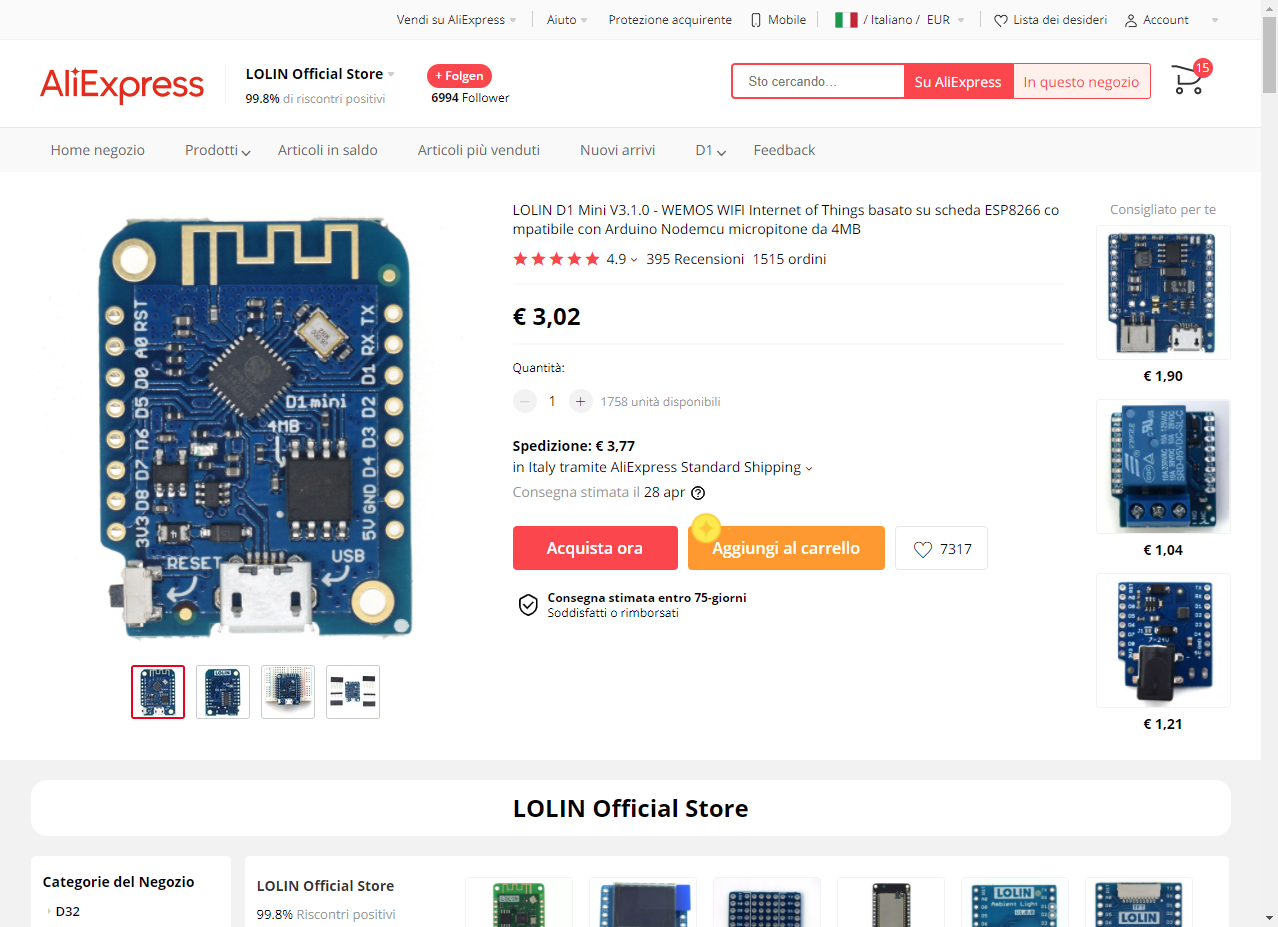 Vendi su AliExpress
Aiuto
Protezione acquirente
Mobile
/ Italiano / EUR
Lista dei desideri
Account
AliExpress
LOLIN Official Store
99.8% di riscontri positivi
+ Folgen
6994 Follower
Sto cercando...
Su AliExpress
In questo negozio
15
Home negozio
Prodotti
Articoli in saldo
Articoli più venduti
Nuovi arrivi
D1
Feedback
RST
A0
D0
D5
D6
D7
D8
3V3
TX
RX
D1
D2
D3
D4
GND
5V
D1 mini
4MB
RESET
USB
LOLIN D1 Mini V3.1.0 - WEMOS WIFI Internet of Things basato su scheda ESP8266 co
mpatibile con Arduino Nodemcu micropitone da 4MB
4.9
395 Recensioni
1515 ordini
€ 3,02
Quantità:
1
1758 unità disponibili
Spedizione: € 3,77
in Italy tramite AliExpress Standard Shipping
Consegna stimata il 28 apr
Acquista ora
Aggiungi al carrello
7317
Consegna stimata entro 75-giorni
Soddisfatti o rimborsati
Consigliato per te
€ 1,90
€ 1,04
€ 1,21
LOLIN Official Store
Categorie del Negozio
D32
LOLIN Official Store
99.8% Riscontri positivi
LOLIN
Ambient Light
LOLIN